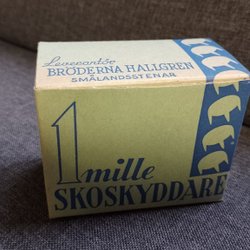 Leverantör
BRÖDERNA HALLGREN
SMÅLANDSSTENAR
1 mille
SKOSKYDDARE